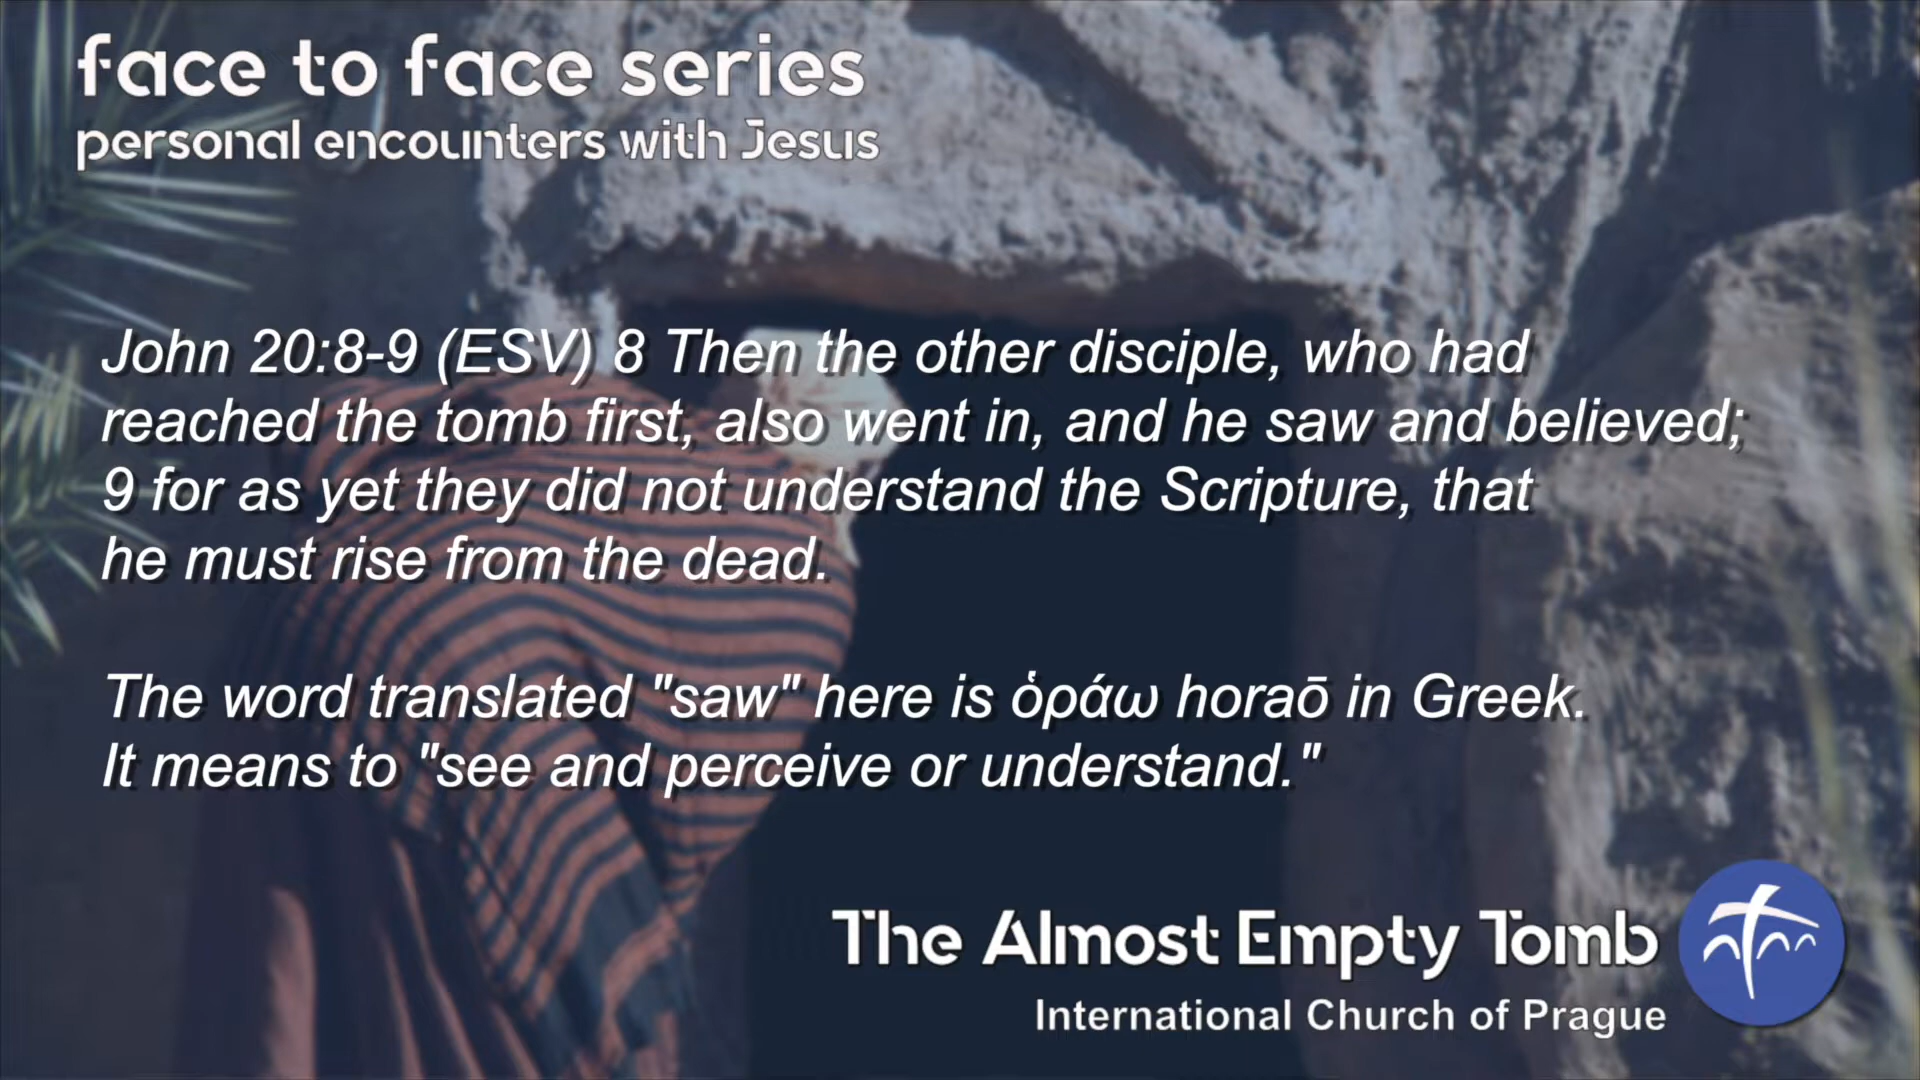 face to face series
personal encounters with Jesus
John 20:8-9 (ESV) 8 Then the other disciple, who had
reached the tomb first, also went in, and he saw and believed;
9 for as yet they did not understand the Scripture, that
he must rise from the dead.
The word translated "saw" here is ὁράω horaō in Greek.
It means to "see and perceive or understand."
The Almost Empty Tomb
International Church of Prague